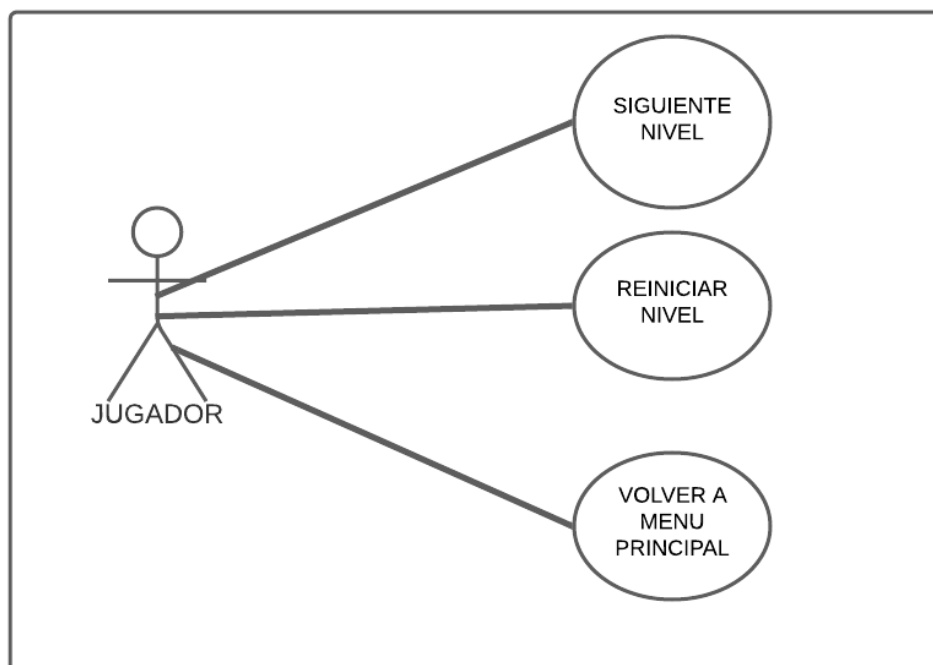 SIGUIENTE
NIVEL
REINICIAR
NIVEL
JUGADOR
VOLVER A
MENU
PRINCIPAL